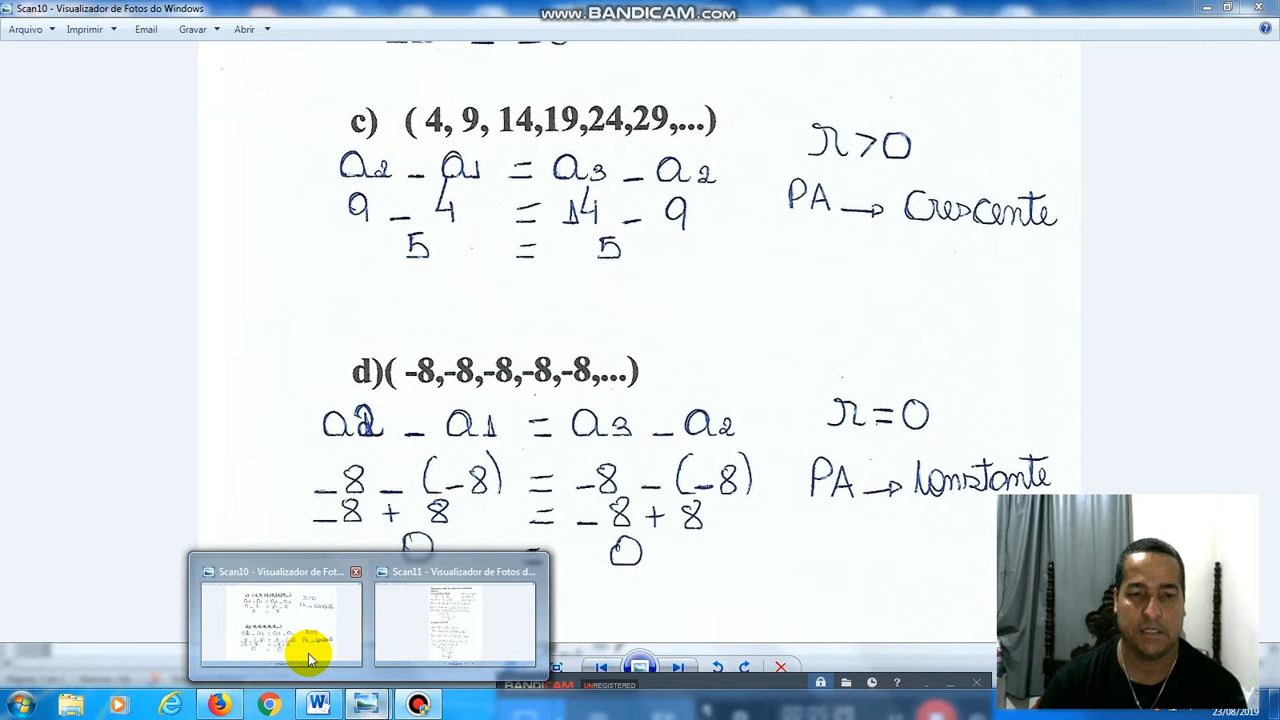 Scan10 - Visualizador de Fotos do Windows
www.BANDICAM.com
Arquivo Imprimir Email Gravar Abrir
c) ( 4, 9, 14,19,24,29,...)
a2 - a1 = a3 - a2
9 - 4 = 14 - 9
5 = 5
r > 0
PA → Crescente
d)( -8,-8,-8,-8,-8,...)
a2 - a1 = a3 - a2
-8 - (-8) = -8 - (-8)
-8 + 8 = -8 + 8
0 = 0
r = 0
PA → Constante
Scan10 - Visualizador de Fot...
Scan11 - Visualizador de Fotos d...
BANDICAM UNREGISTERED
23/08/2019